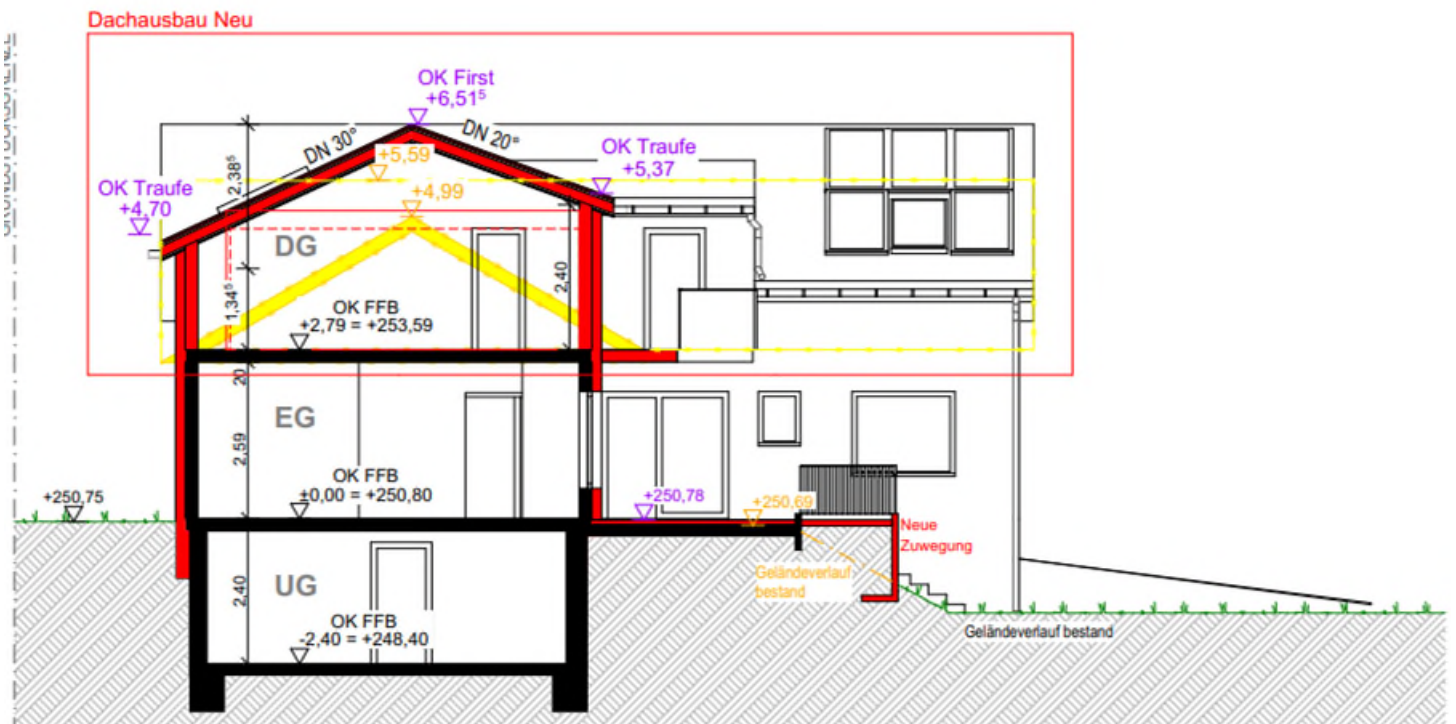 Dachausbau Neu
OK First
+6,51⁵
DN 30°
DN 20°
+5,59
OK Traufe
+5,37
OK Traufe
+4,70
2,38⁵
+4,99
DG
1,34⁵
2,40
OK FFB
+2,79 = +253,59
20
EG
2,59
OK FFB
±0,00 = +250,80
+250,75
+250,78
+250,69
Neue
Zuwegung
Geländeverlauf
bestand
UG
2,40
OK FFB
-2,40 = +248,40
Geländeverlauf bestand